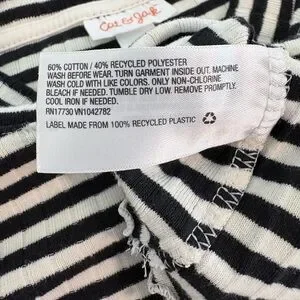 Cat & Jack
60% COTTON / 40% RECYCLED POLYESTER
WASH BEFORE WEAR. TURN GARMENT INSIDE OUT. MACHINE
WASH COLD WITH LIKE COLORS. ONLY NON-CHLORINE
BLEACH IF NEEDED. TUMBLE DRY LOW. REMOVE PROMPTLY.
COOL IRON IF NEEDED.
RN17730 VN1042782
LABEL MADE FROM 100% RECYCLED PLASTIC